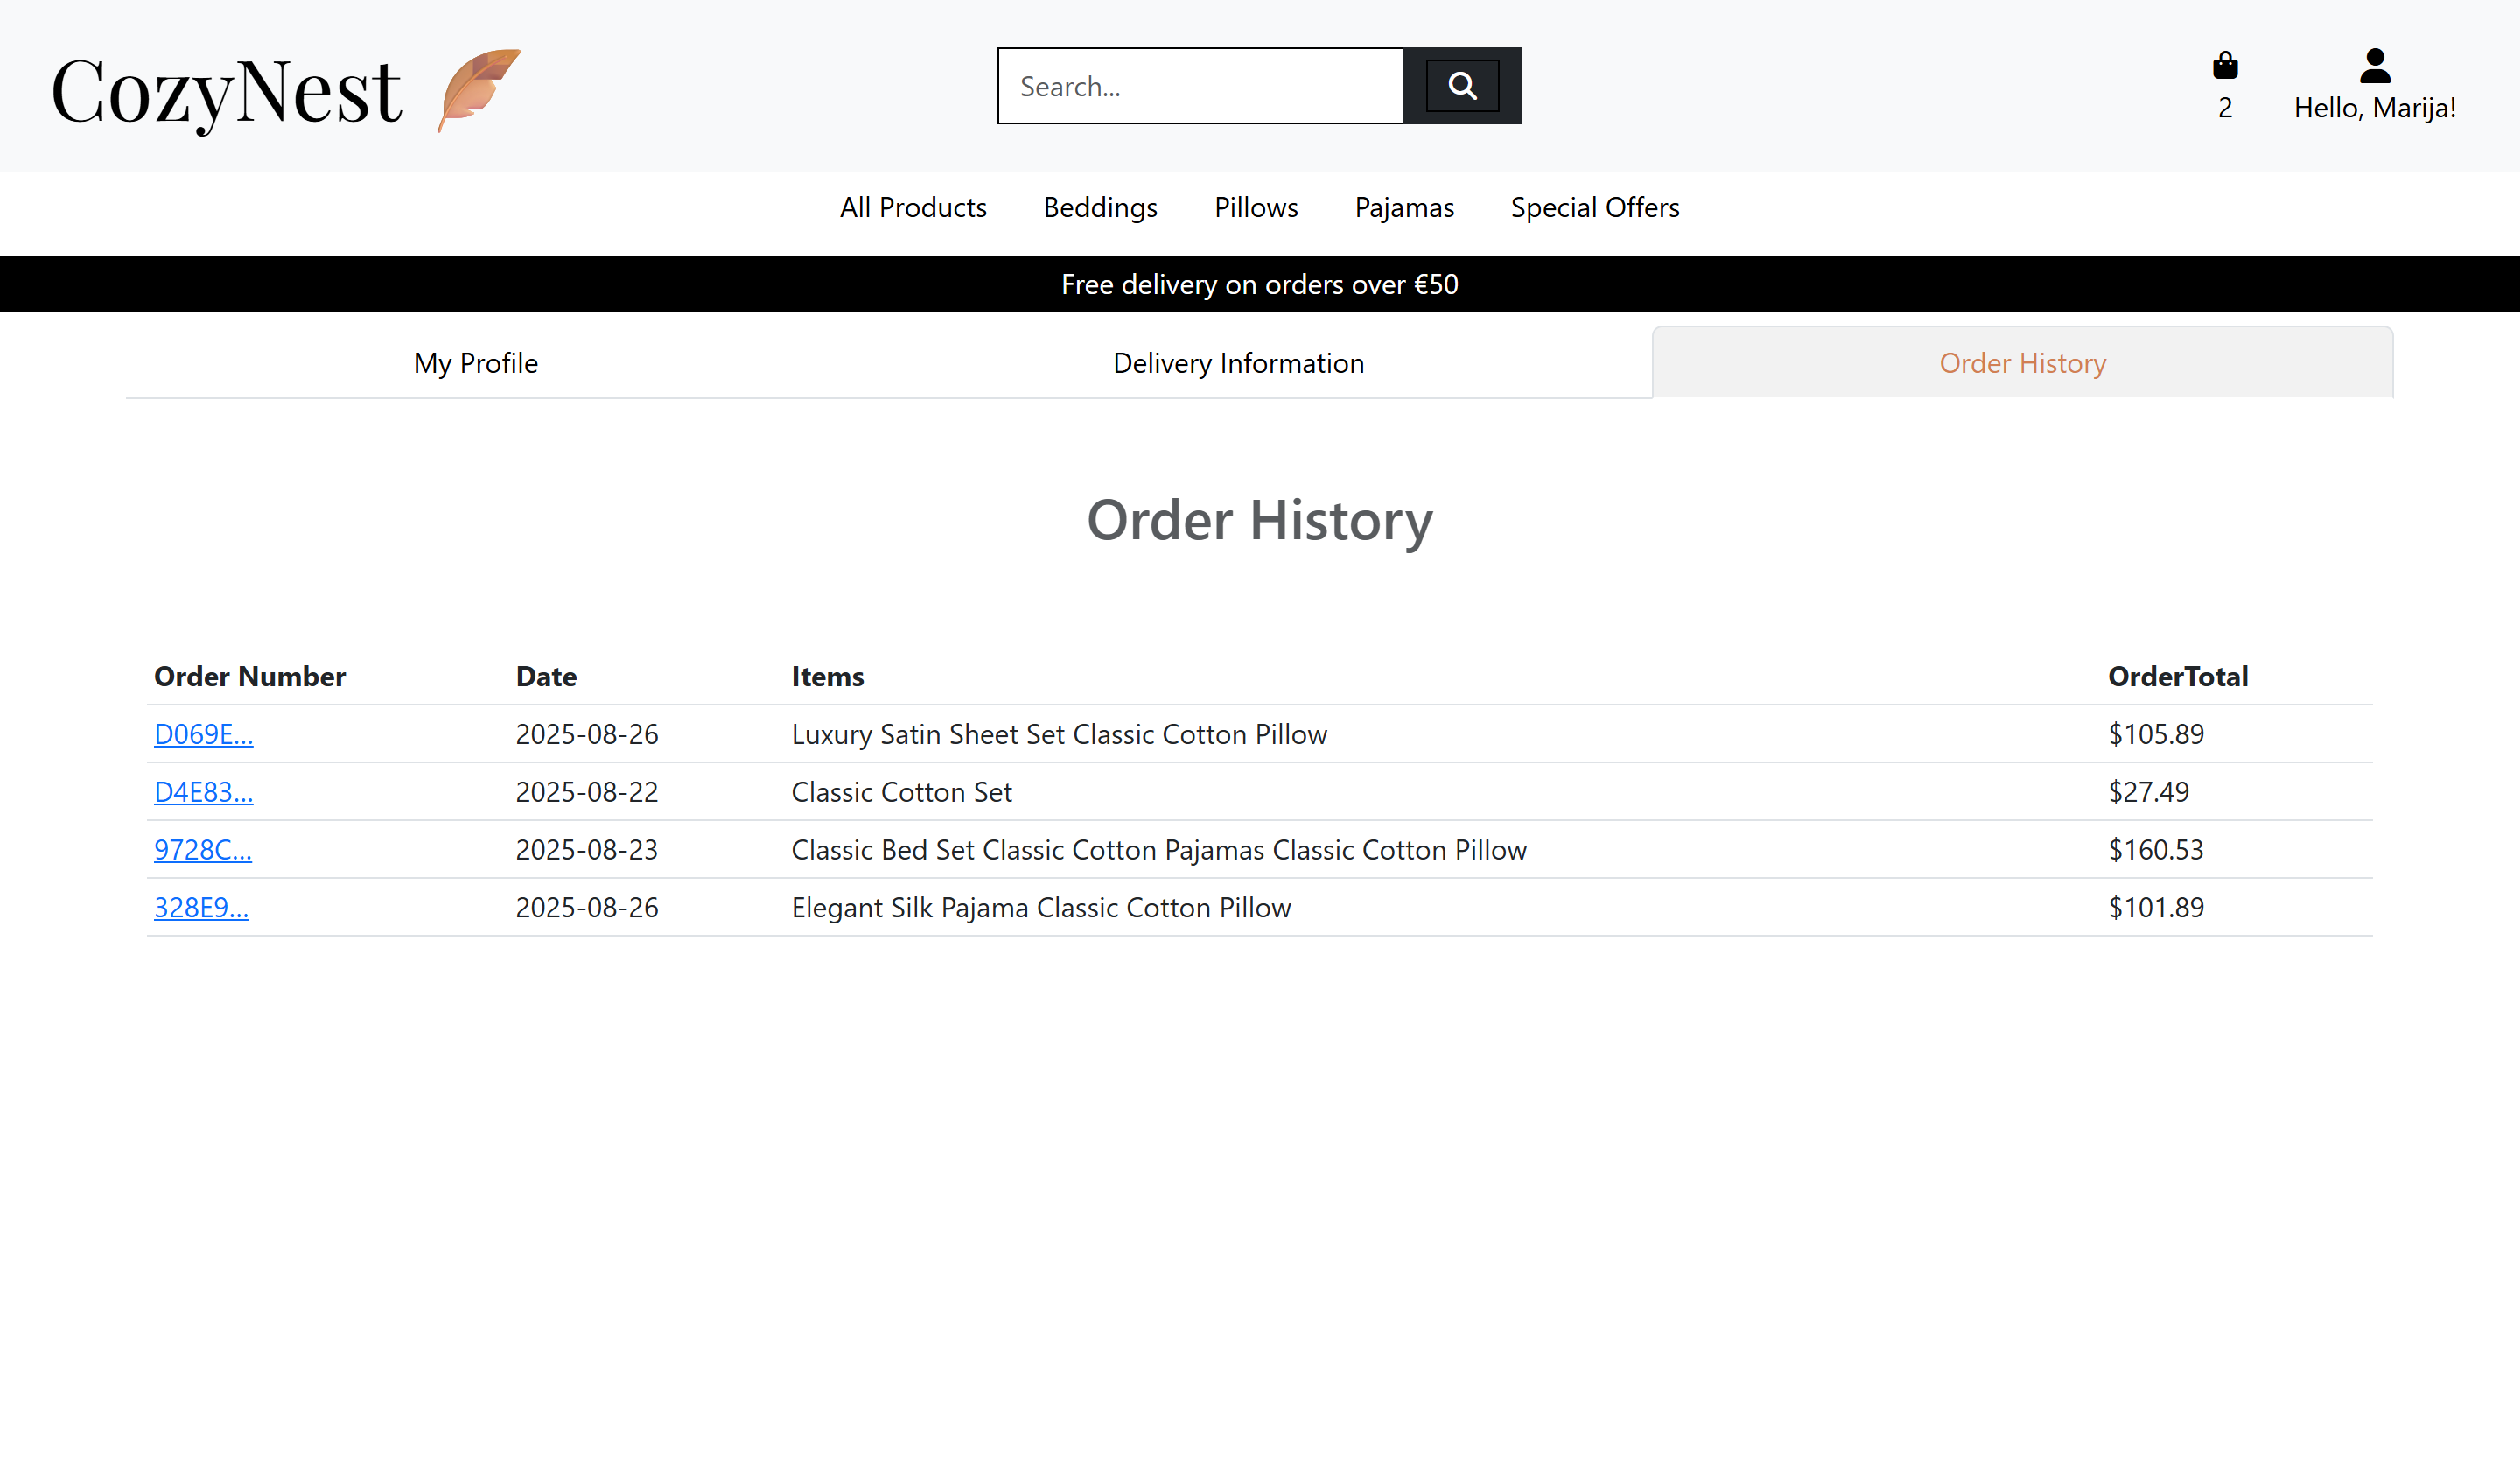 CozyNest
Search...
2
Hello, Marija!
All Products Beddings Pillows Pajamas Special Offers
Free delivery on orders over €50
My Profile Delivery Information Order History
Order History
Order Number Date Items OrderTotal
D069E... 2025-08-26 Luxury Satin Sheet Set Classic Cotton Pillow $105.89
D4E83... 2025-08-22 Classic Cotton Set $27.49
9728C... 2025-08-23 Classic Bed Set Classic Cotton Pajamas Classic Cotton Pillow $160.53
328E9... 2025-08-26 Elegant Silk Pajama Classic Cotton Pillow $101.89